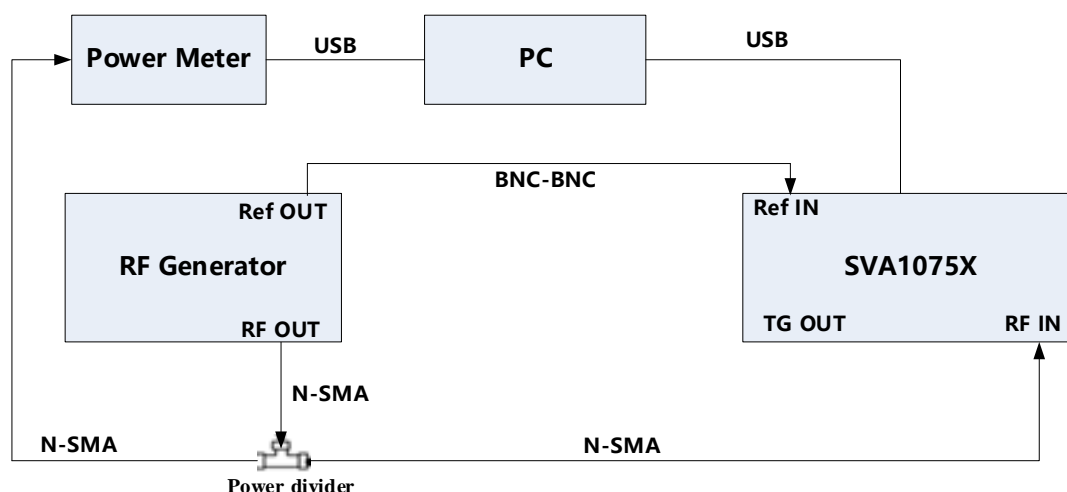 Power Meter
USB
PC
USB
BNC-BNC
Ref OUT
RF Generator
RF OUT
Ref IN
SVA1075X
TG OUT
RF IN
N-SMA
N-SMA
N-SMA
Power divider